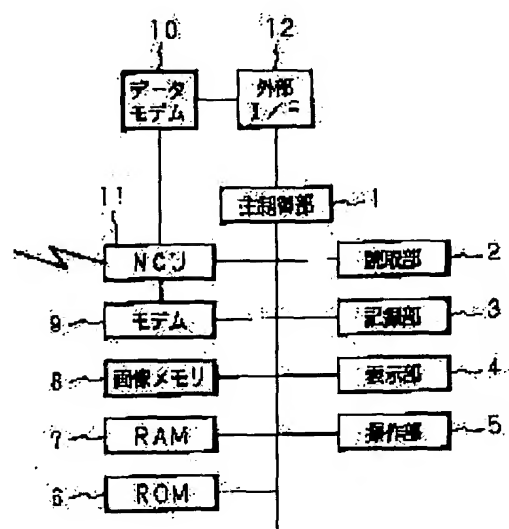 10 12
データ 外部
モデム I/F
主制御部 1
11
NCU 読取部 2
9 モデム 記録部 3
8 画像メモリ 表示部 4
7 RAM 操作部 5
6 ROM